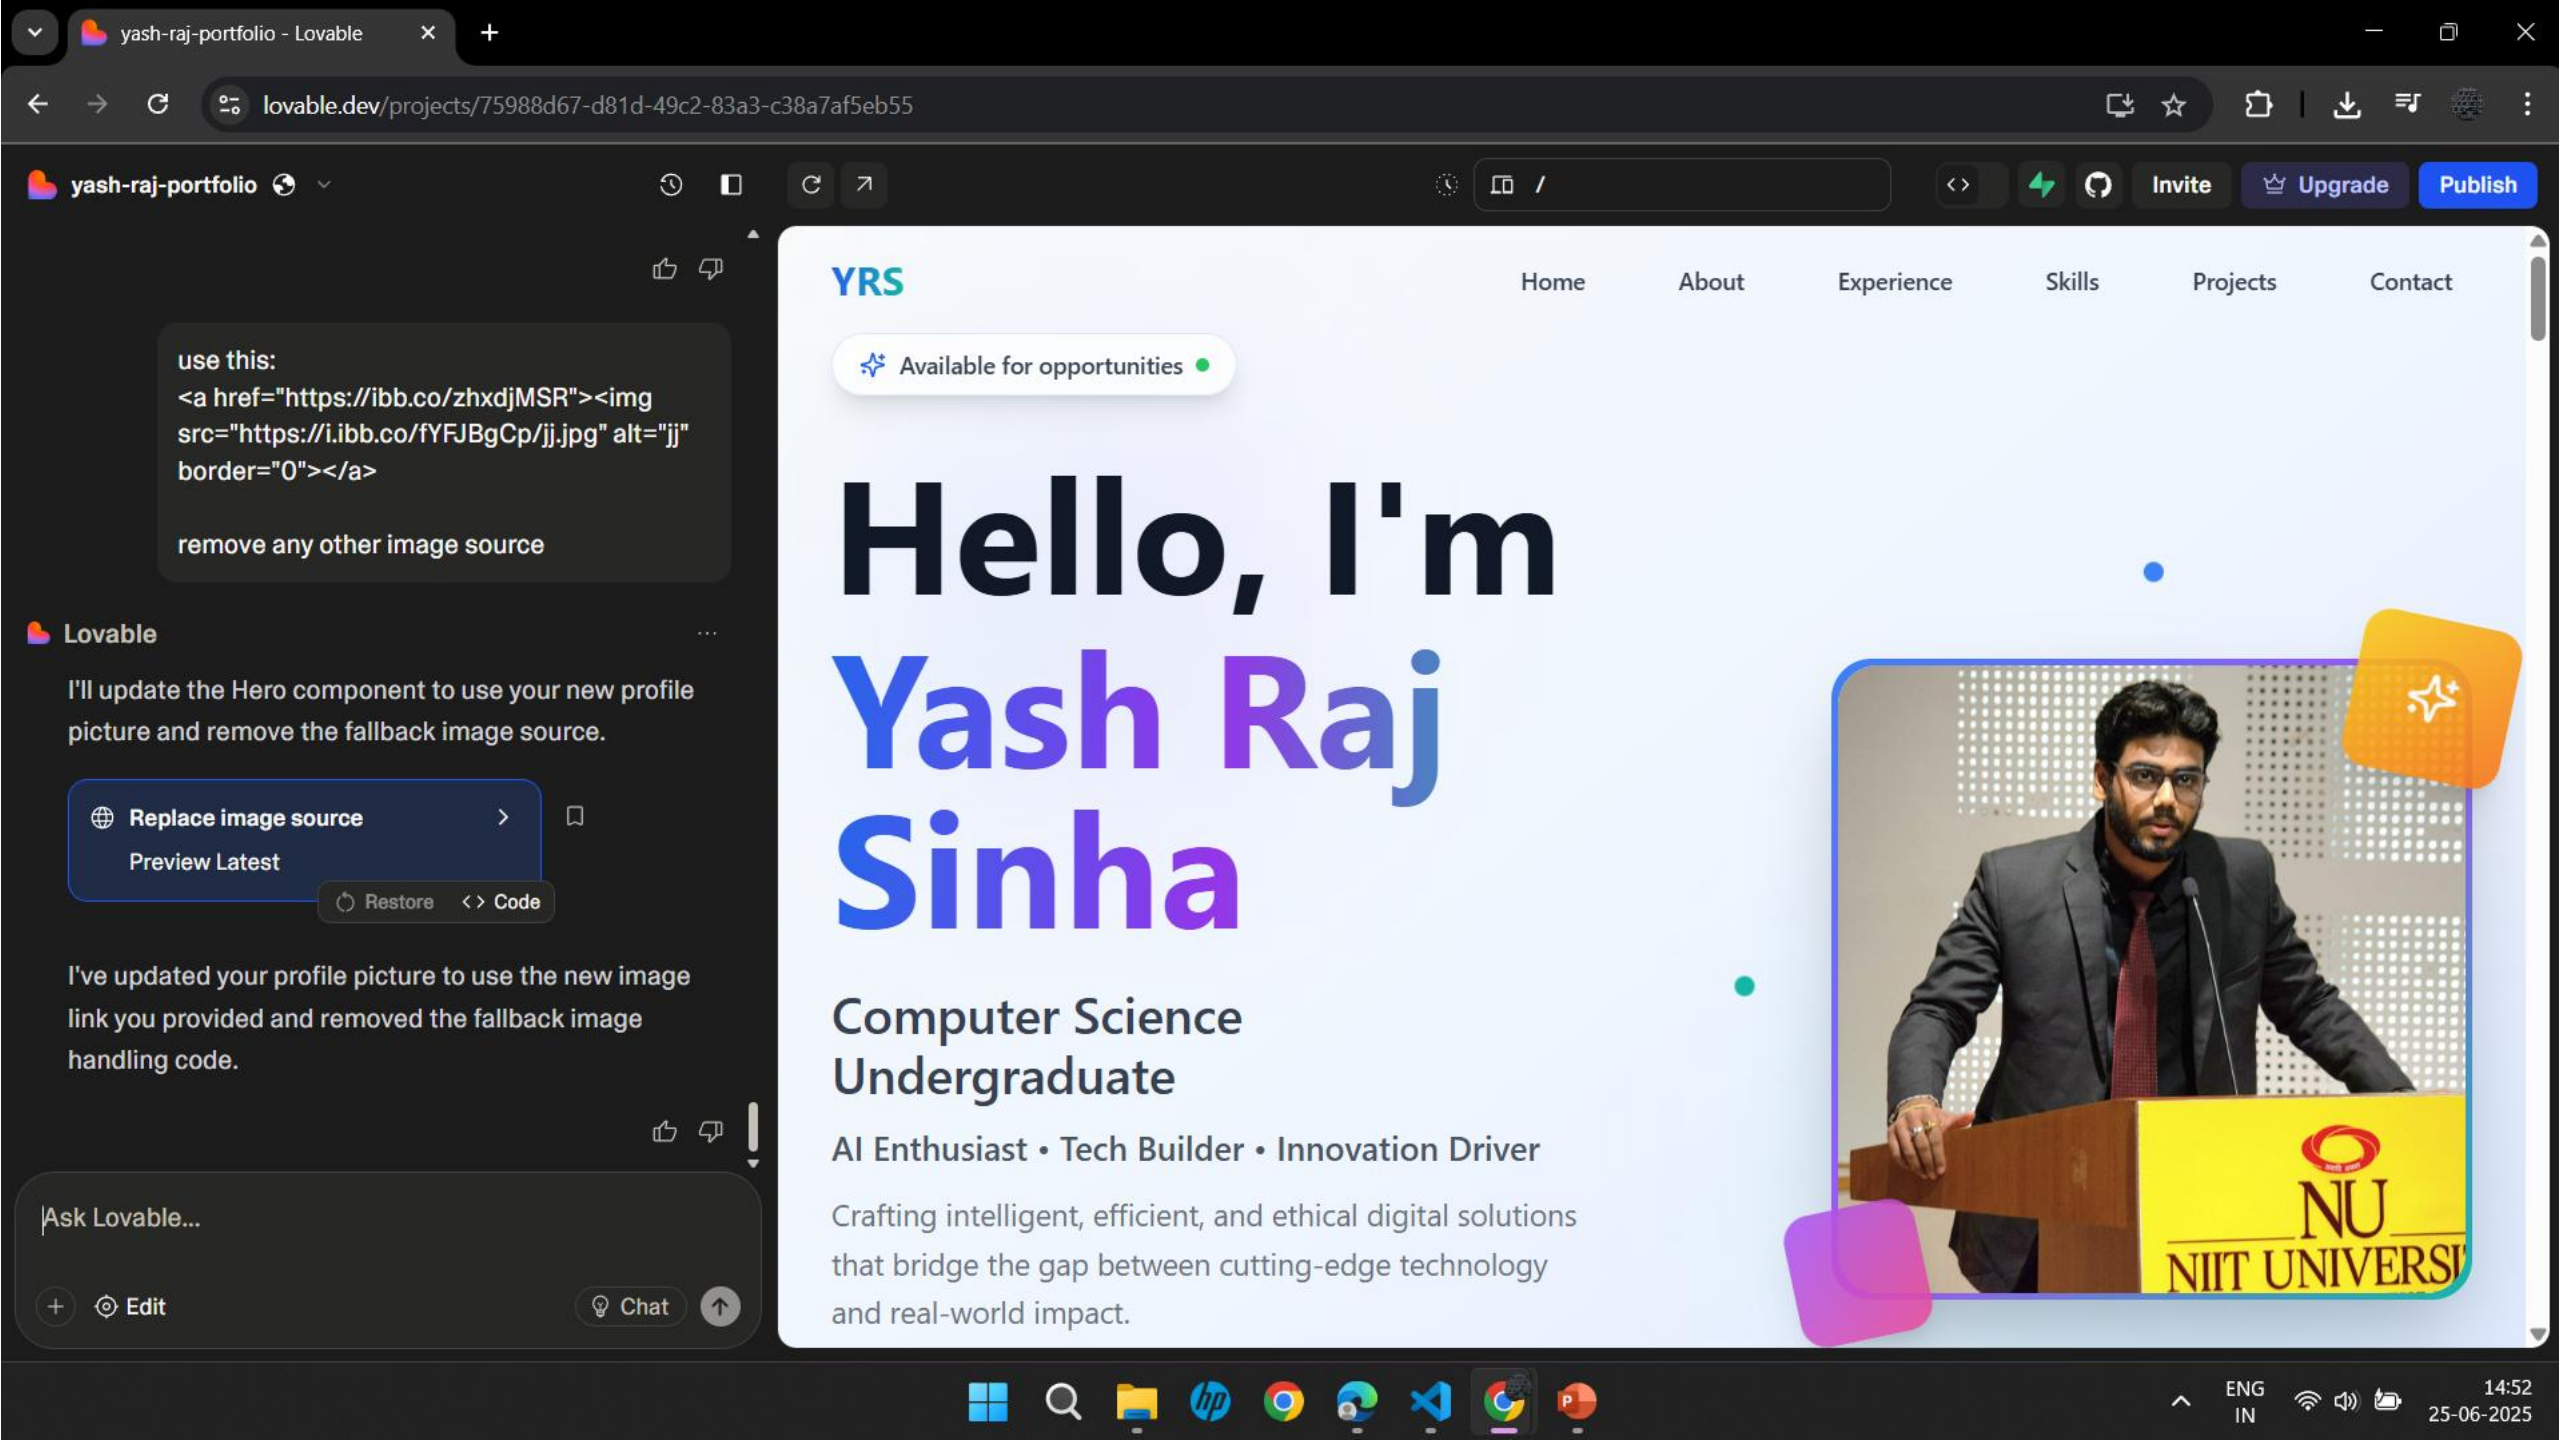 yash-raj-portfolio - Lovable
lovable.dev/projects/75988d67-d81d-49c2-83a3-c38a7af5eb55
yash-raj-portfolio
/
Invite
Upgrade
Publish
use this:
<a href="https://ibb.co/zhxdjMSR"><img
src="https://i.ibb.co/fYFJBgCp/jj.jpg" alt="jj"
border="0"></a>
remove any other image source
Lovable
I'll update the Hero component to use your new profile
picture and remove the fallback image source.
Replace image source
Preview Latest
Restore
Code
I've updated your profile picture to use the new image
link you provided and removed the fallback image
handling code.
Ask Lovable...
Edit
Chat
YRS
Home
About
Experience
Skills
Projects
Contact
Available for opportunities
Hello, I'm
Yash Raj
Sinha
Computer Science
Undergraduate
AI Enthusiast • Tech Builder • Innovation Driver
Crafting intelligent, efficient, and ethical digital solutions
that bridge the gap between cutting-edge technology
and real-world impact.
NU
NIIT UNIVERSI
hp
P
ENG
IN
14:52
25-06-2025